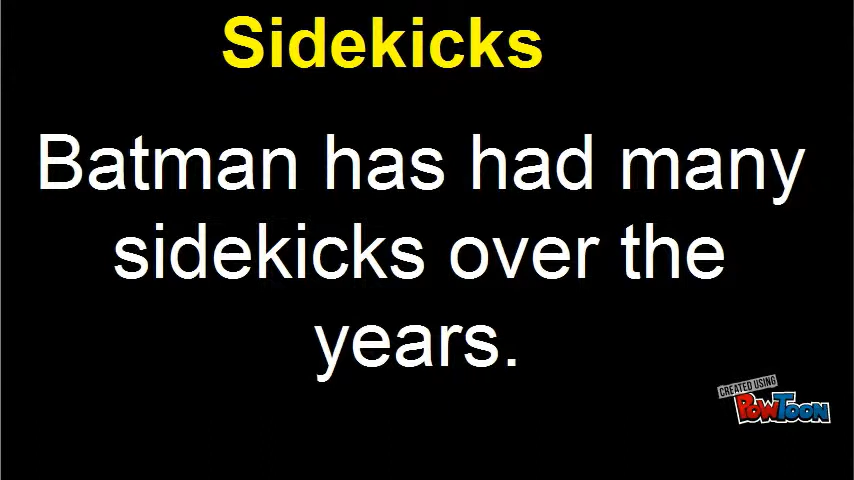 Sidekicks
Batman has had many
sidekicks over the
years.
CREATED USING
POWTOON